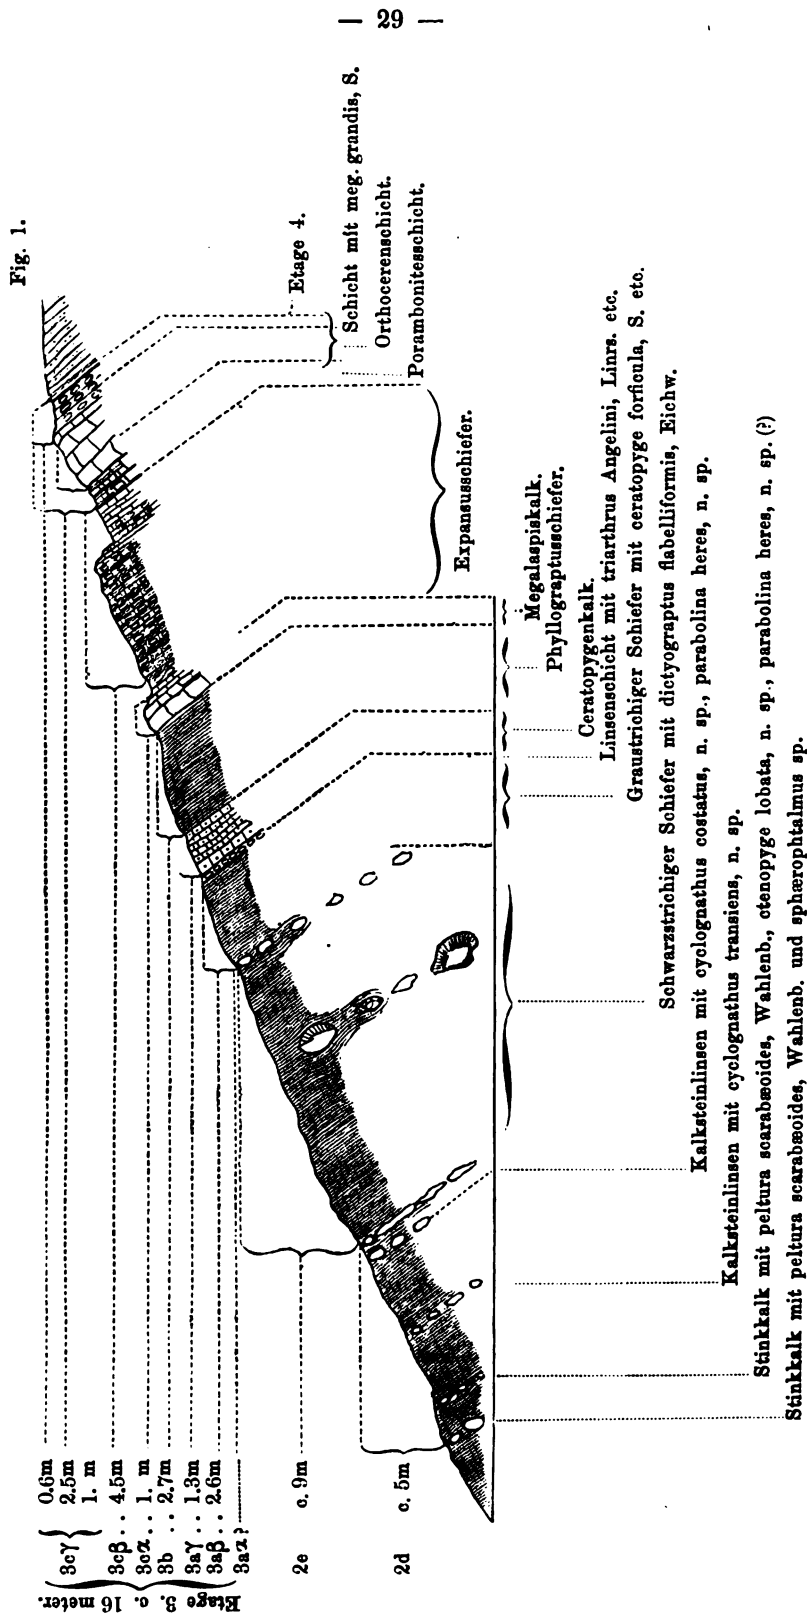 — 29 —
Fig. 1.
Etage 3. c. 16 meter.
3cγ
0.6m
2.5m
1. m
3cβ . . 4.5m
3cα . . 1. m
3b . . 2.7m
3aγ . . 1.3m
3aβ . . 2.6m
3aα ?
2e c. 9m
2d c. 5m
Etage 4.
Schicht mit meg. grandis, S.
Orthocerenschicht.
Porambonitesschicht.
Expansusschiefer.
Megalaspiskalk.
Phyllograptusschiefer.
Ceratopygenkalk.
Linsenschicht mit triarthrus Angelini, Linrs. etc.
Graustrichiger Schiefer mit ceratopyge forficula, S. etc.
Schwarzstrichiger Schiefer mit dictyograptus flabelliformis, Eichw.
Kalksteinlinsen mit cyclognathus costatus, n. sp., parabolina heres, n. sp.
Kalksteinlinsen mit cyclognathus transiens, n. sp.
Stinkkalk mit peltura scarabæoides, Wahlenb., ctenopyge lobata, n. sp., parabolina heres, n. sp. (?)
Stinkkalk mit peltura scarabæoides, Wahlenb. und sphærophtalmus sp.